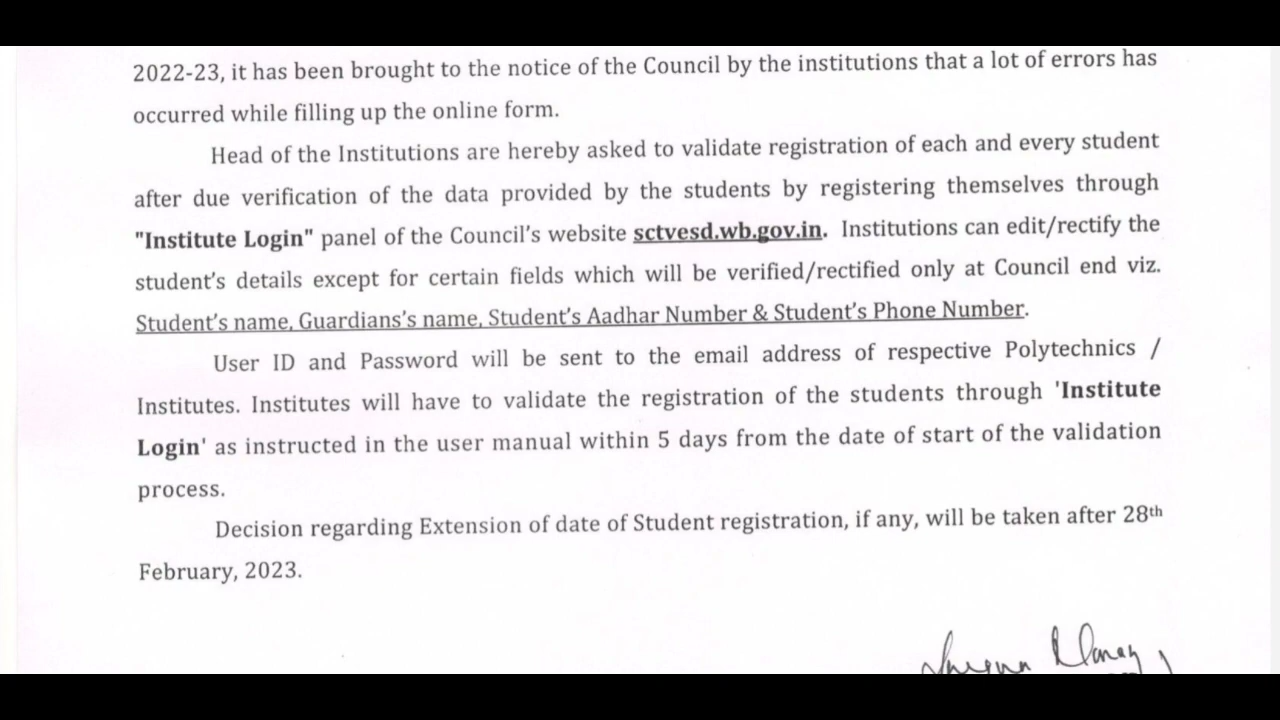 2022-23, it has been brought to the notice of the Council by the institutions that a lot of errors has
occurred while filling up the online form.
Head of the Institutions are hereby asked to validate registration of each and every student
after due verification of the data provided by the students by registering themselves through
"Institute Login" panel of the Council's website sctvesd.wb.gov.in. Institutions can edit/rectify the
student's details except for certain fields which will be verified/rectified only at Council end viz.
Student's name, Guardians's name, Student's Aadhar Number & Student's Phone Number.
User ID and Password will be sent to the email address of respective Polytechnics /
Institutes. Institutes will have to validate the registration of the students through 'Institute
Login' as instructed in the user manual within 5 days from the date of start of the validation
process.
Decision regarding Extension of date of Student registration, if any, will be taken after 28th
February, 2023.